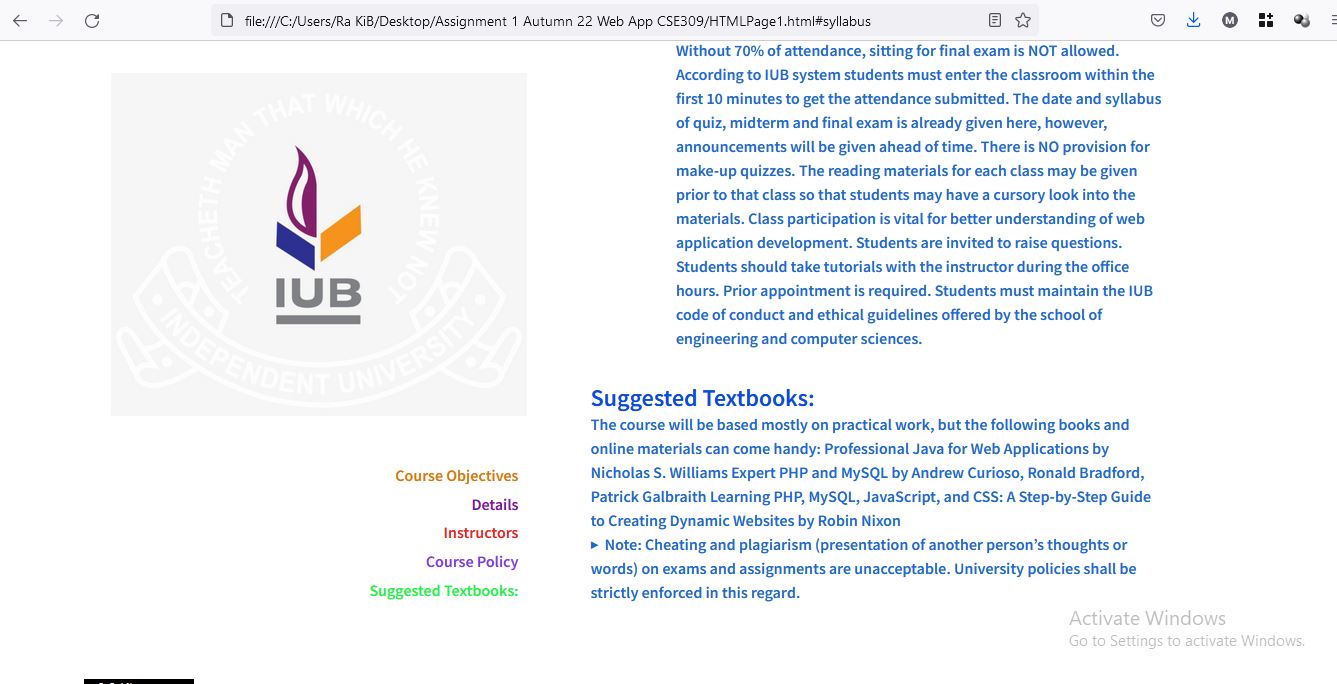 file:///C:/Users/Ra KiB/Desktop/Assignment 1 Autumn 22 Web App CSE309/HTMLPage1.html#syllabus
M
TEACHETH MAN THAT WHICH HE KNEW NOT
IUB
INDEPENDENT UNIVERSITY
Course Objectives
Details
Instructors
Course Policy
Suggested Textbooks:
Without 70% of attendance, sitting for final exam is NOT allowed.
According to IUB system students must enter the classroom within the
first 10 minutes to get the attendance submitted. The date and syllabus
of quiz, midterm and final exam is already given here, however,
announcements will be given ahead of time. There is NO provision for
make-up quizzes. The reading materials for each class may be given
prior to that class so that students may have a cursory look into the
materials. Class participation is vital for better understanding of web
application development. Students are invited to raise questions.
Students should take tutorials with the instructor during the office
hours. Prior appointment is required. Students must maintain the IUB
code of conduct and ethical guidelines offered by the school of
engineering and computer sciences.
Suggested Textbooks:
The course will be based mostly on practical work, but the following books and
online materials can come handy: Professional Java for Web Applications by
Nicholas S. Williams Expert PHP and MySQL by Andrew Curioso, Ronald Bradford,
Patrick Galbraith Learning PHP, MySQL, JavaScript, and CSS: A Step-by-Step Guide
to Creating Dynamic Websites by Robin Nixon
► Note: Cheating and plagiarism (presentation of another person’s thoughts or
words) on exams and assignments are unacceptable. University policies shall be
strictly enforced in this regard.
Activate Windows
Go to Settings to activate Windows.